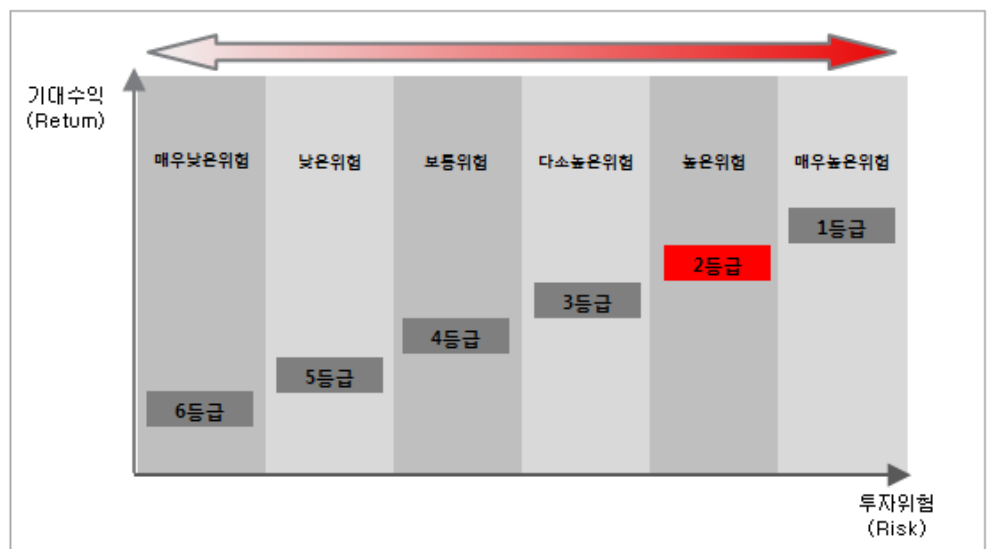 기대수익
(Return)
매우낮은위험 낮은위험 보통위험 다소높은위험 높은위험 매우높은위험
1등급
2등급
3등급
4등급
5등급
6등급
투자위험
(Risk)